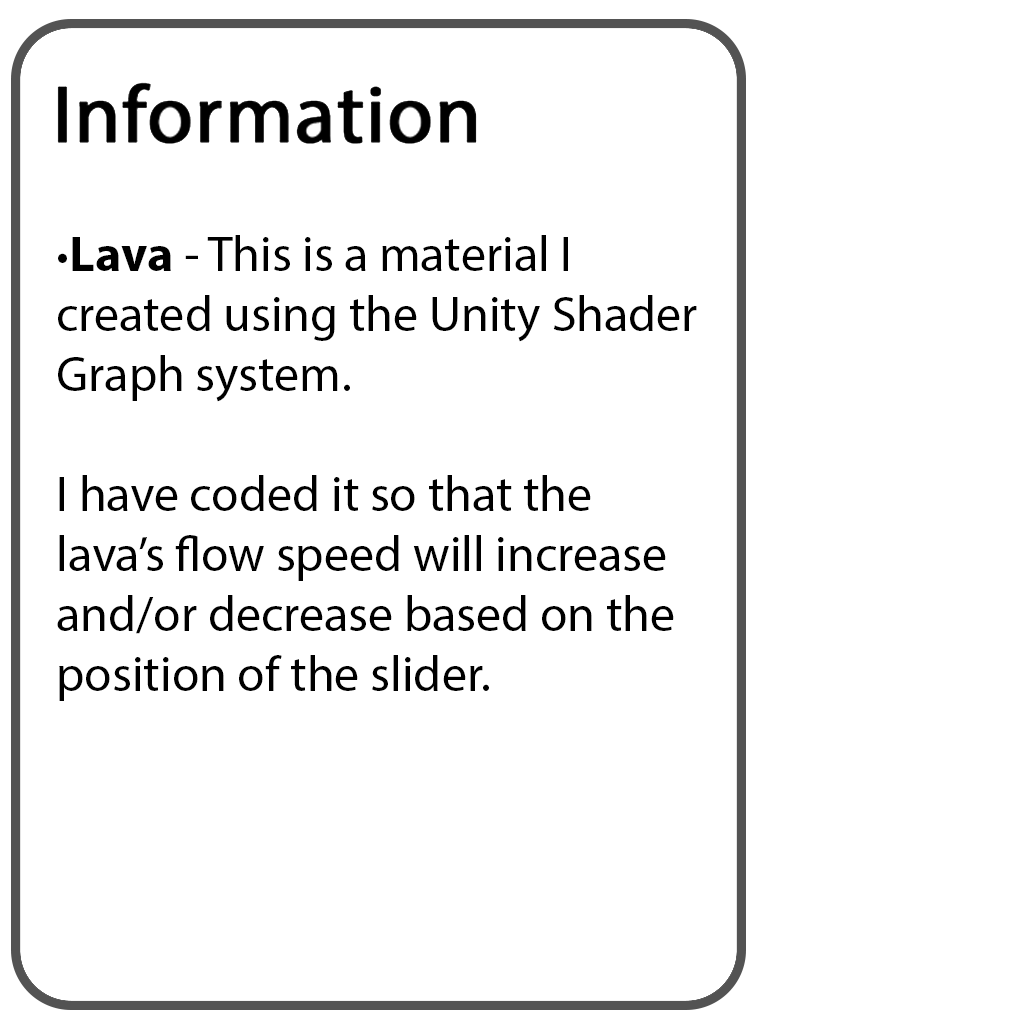 Information
•Lava - This is a material I
created using the Unity Shader
Graph system.
I have coded it so that the
lava’s flow speed will increase
and/or decrease based on the
position of the slider.